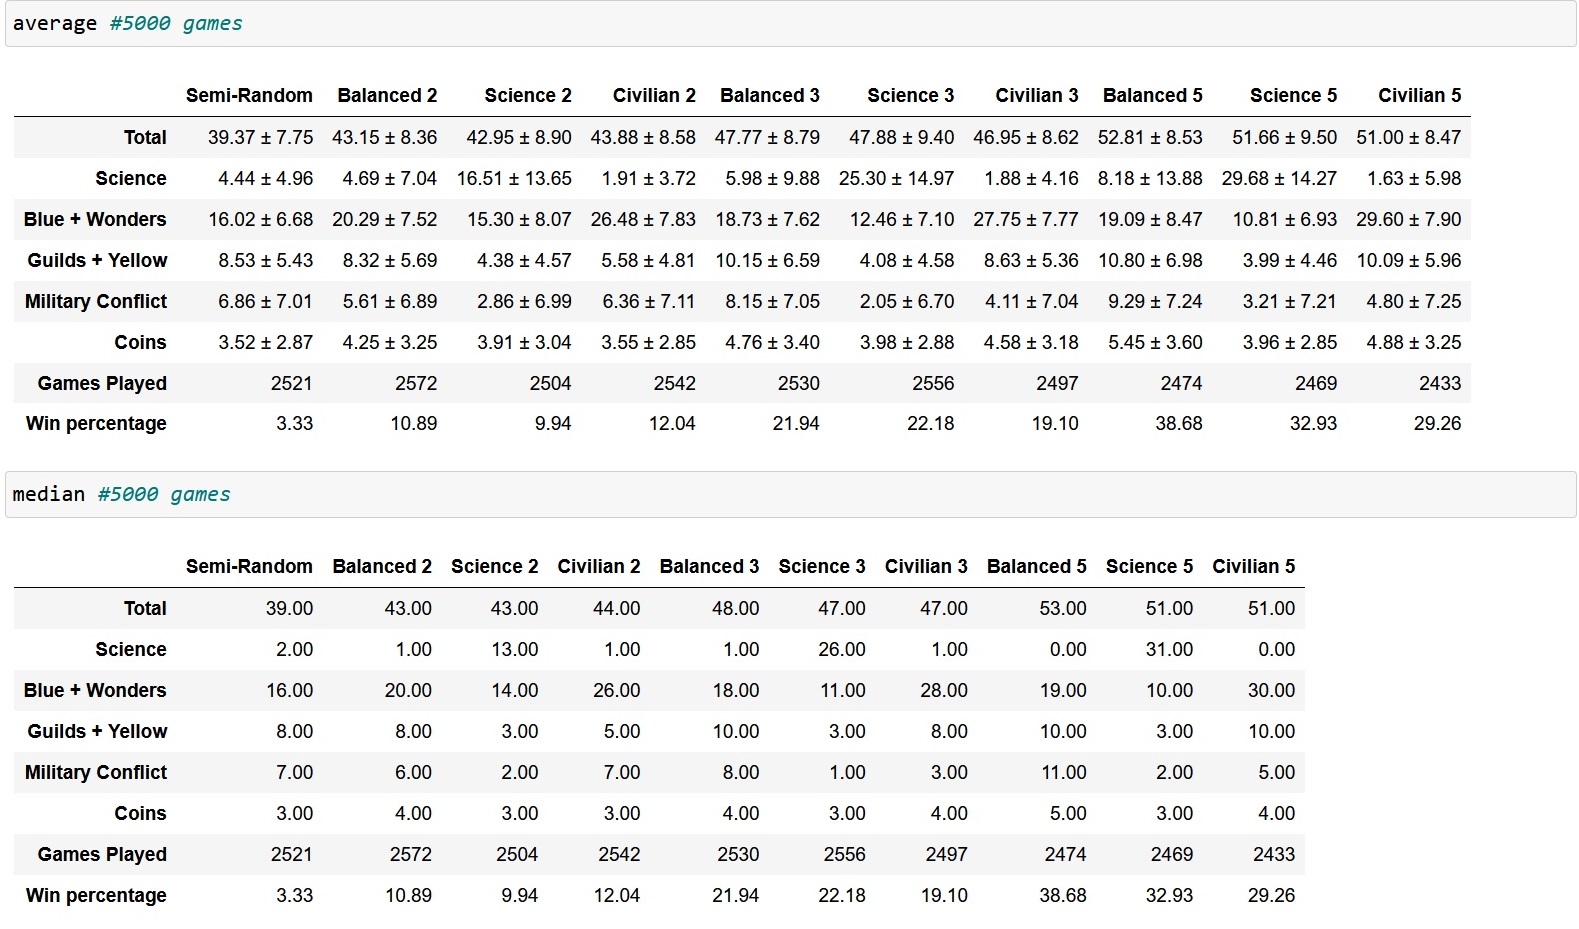 average #5000 games
Semi-Random Balanced 2 Science 2 Civilian 2 Balanced 3 Science 3 Civilian 3 Balanced 5 Science 5 Civilian 5
Total 39.37 ± 7.75 43.15 ± 8.36 42.95 ± 8.90 43.88 ± 8.58 47.77 ± 8.79 47.88 ± 9.40 46.95 ± 8.62 52.81 ± 8.53 51.66 ± 9.50 51.00 ± 8.47
Science 4.44 ± 4.96 4.69 ± 7.04 16.51 ± 13.65 1.91 ± 3.72 5.98 ± 9.88 25.30 ± 14.97 1.88 ± 4.16 8.18 ± 13.88 29.68 ± 14.27 1.63 ± 5.98
Blue + Wonders 16.02 ± 6.68 20.29 ± 7.52 15.30 ± 8.07 26.48 ± 7.83 18.73 ± 7.62 12.46 ± 7.10 27.75 ± 7.77 19.09 ± 8.47 10.81 ± 6.93 29.60 ± 7.90
Guilds + Yellow 8.53 ± 5.43 8.32 ± 5.69 4.38 ± 4.57 5.58 ± 4.81 10.15 ± 6.59 4.08 ± 4.58 8.63 ± 5.36 10.80 ± 6.98 3.99 ± 4.46 10.09 ± 5.96
Military Conflict 6.86 ± 7.01 5.61 ± 6.89 2.86 ± 6.99 6.36 ± 7.11 8.15 ± 7.05 2.05 ± 6.70 4.11 ± 7.04 9.29 ± 7.24 3.21 ± 7.21 4.80 ± 7.25
Coins 3.52 ± 2.87 4.25 ± 3.25 3.91 ± 3.04 3.55 ± 2.85 4.76 ± 3.40 3.98 ± 2.88 4.58 ± 3.18 5.45 ± 3.60 3.96 ± 2.85 4.88 ± 3.25
Games Played 2521 2572 2504 2542 2530 2556 2497 2474 2469 2433
Win percentage 3.33 10.89 9.94 12.04 21.94 22.18 19.10 38.68 32.93 29.26
median #5000 games
Semi-Random Balanced 2 Science 2 Civilian 2 Balanced 3 Science 3 Civilian 3 Balanced 5 Science 5 Civilian 5
Total 39.00 43.00 43.00 44.00 48.00 47.00 47.00 53.00 51.00 51.00
Science 2.00 1.00 13.00 1.00 1.00 26.00 1.00 0.00 31.00 0.00
Blue + Wonders 16.00 20.00 14.00 26.00 18.00 11.00 28.00 19.00 10.00 30.00
Guilds + Yellow 8.00 8.00 3.00 5.00 10.00 3.00 8.00 10.00 3.00 10.00
Military Conflict 7.00 6.00 2.00 7.00 8.00 1.00 3.00 11.00 2.00 5.00
Coins 3.00 4.00 3.00 3.00 4.00 3.00 4.00 5.00 3.00 4.00
Games Played 2521 2572 2504 2542 2530 2556 2497 2474 2469 2433
Win percentage 3.33 10.89 9.94 12.04 21.94 22.18 19.10 38.68 32.93 29.26